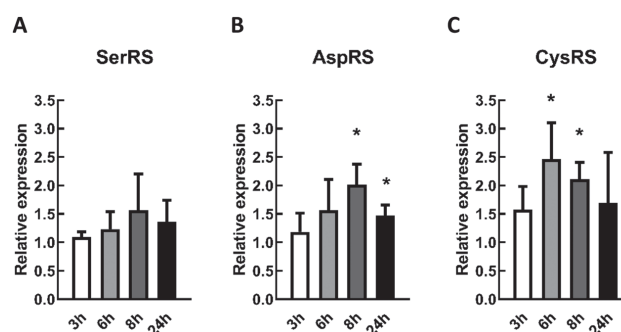 A
SerRS
Relative expression
3.5
3.0
2.5
2.0
1.5
1.0
0.5
0.0
3h
6h
8h
24h
B
AspRS
Relative expression
3.5
3.0
2.5
2.0
1.5
1.0
0.5
0.0
*
*
3h
6h
8h
24h
C
CysRS
Relative expression
3.5
3.0
2.5
2.0
1.5
1.0
0.5
0.0
*
*
3h
6h
8h
24h